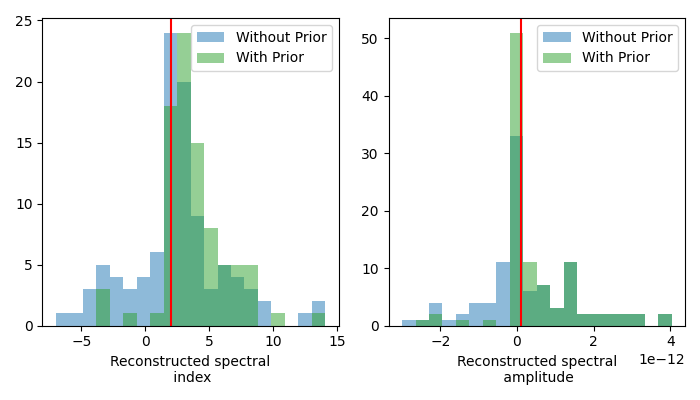 25
20
15
10
5
0
−5
0
5
10
15
Without Prior
With Prior
Reconstructed spectral
index
50
40
30
20
10
0
−2
0
2
4
1e−12
Without Prior
With Prior
Reconstructed spectral
amplitude